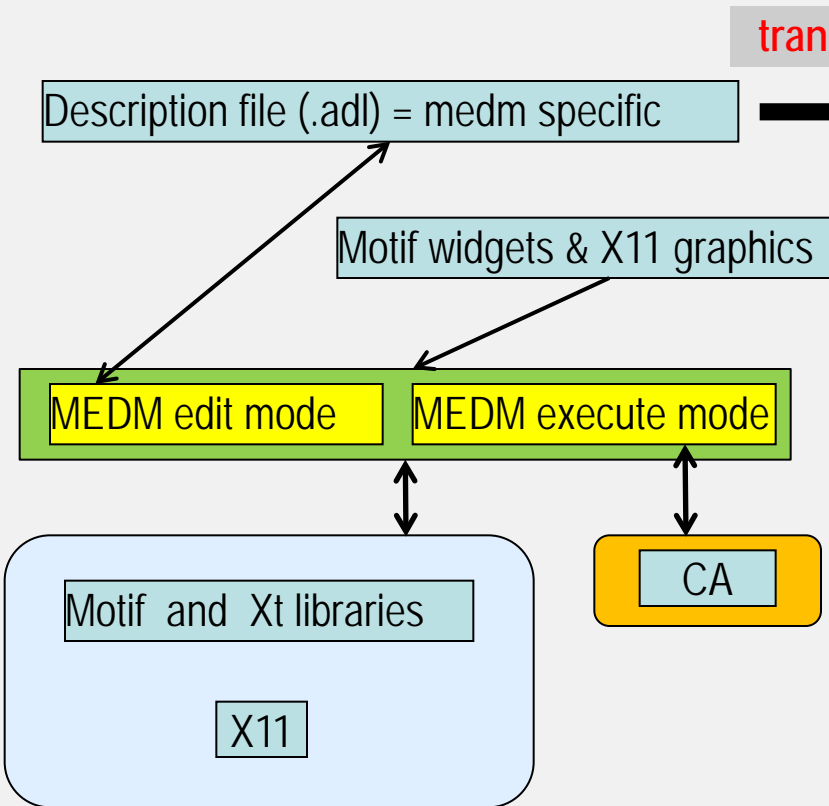 tran
Description file (.adl) = medm specific
Motif widgets & X11 graphics
MEDM edit mode
MEDM execute mode
Motif and Xt libraries
CA
X11